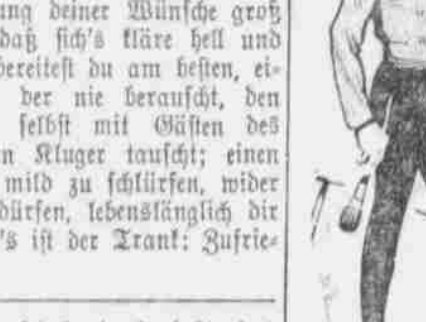 ung deiner Wünsche groß
daß sich's kläre hell und
bereitest du am besten, ei-
der nie berauscht, den
selbst mit Gästen des
n Kluger tauscht; einen
mild zu schlürfen, wider
dürfen, lebenslänglich dir
's ist der Trank: Zufrie-